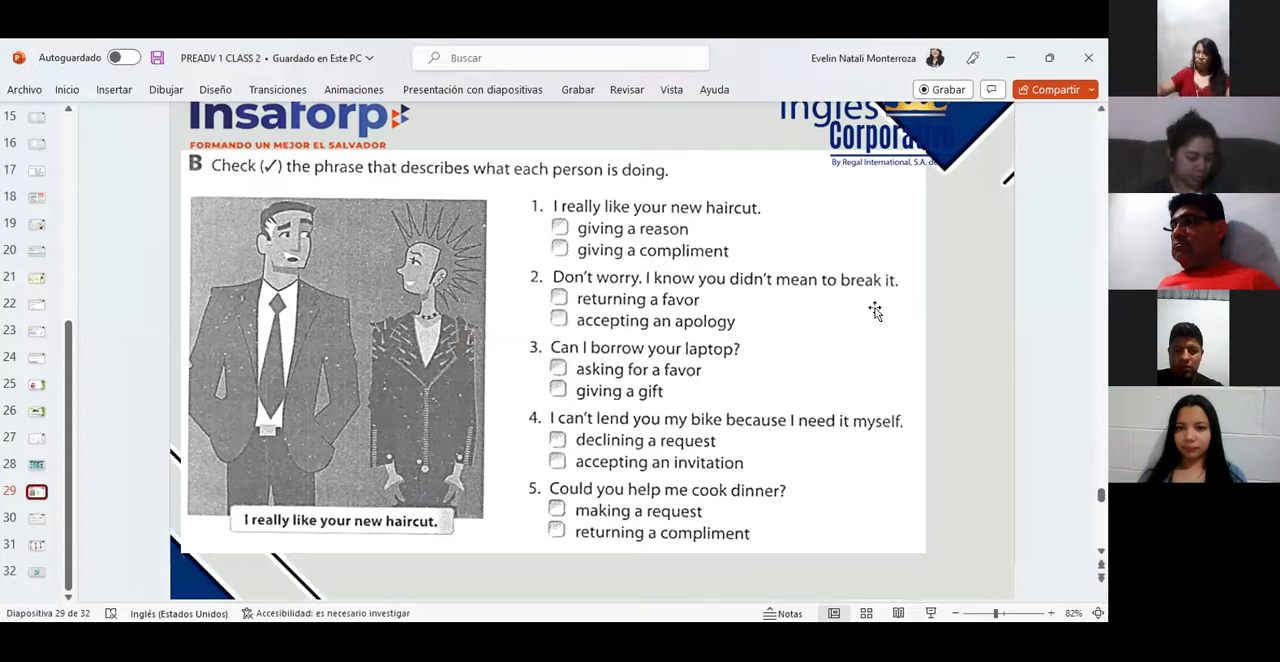 Autoguardado
PREADV 1 CLASS 2 • Guardado en Este PC
Buscar
Evelin Natali Monterroza
Archivo Inicio Insertar Dibujar Diseño Transiciones Animaciones Presentación con diapositivas Grabar Revisar Vista Ayuda
Grabar
Compartir
15
16
17
18
19
20
21
22
23
24
25
26
27
28
29
30
31
32
Insaforp
FORMANDO UN MEJOR EL SALVADOR
Inglés
Corporativo
By Regal International, S.A. de
B Check (✓) the phrase that describes what each person is doing.
I really like your new haircut.
1. I really like your new haircut.
giving a reason
giving a compliment
2. Don't worry. I know you didn't mean to break it.
returning a favor
accepting an apology
3. Can I borrow your laptop?
asking for a favor
giving a gift
4. I can't lend you my bike because I need it myself.
declining a request
accepting an invitation
5. Could you help me cook dinner?
making a request
returning a compliment
Diapositiva 29 de 32
Inglés (Estados Unidos)
Accesibilidad: es necesario investigar
Notas
82%